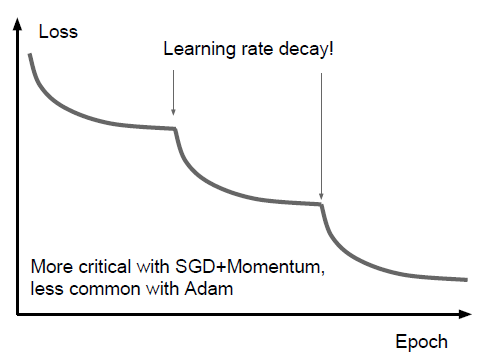 Loss
Learning rate decay!
More critical with SGD+Momentum,
less common with Adam
Epoch